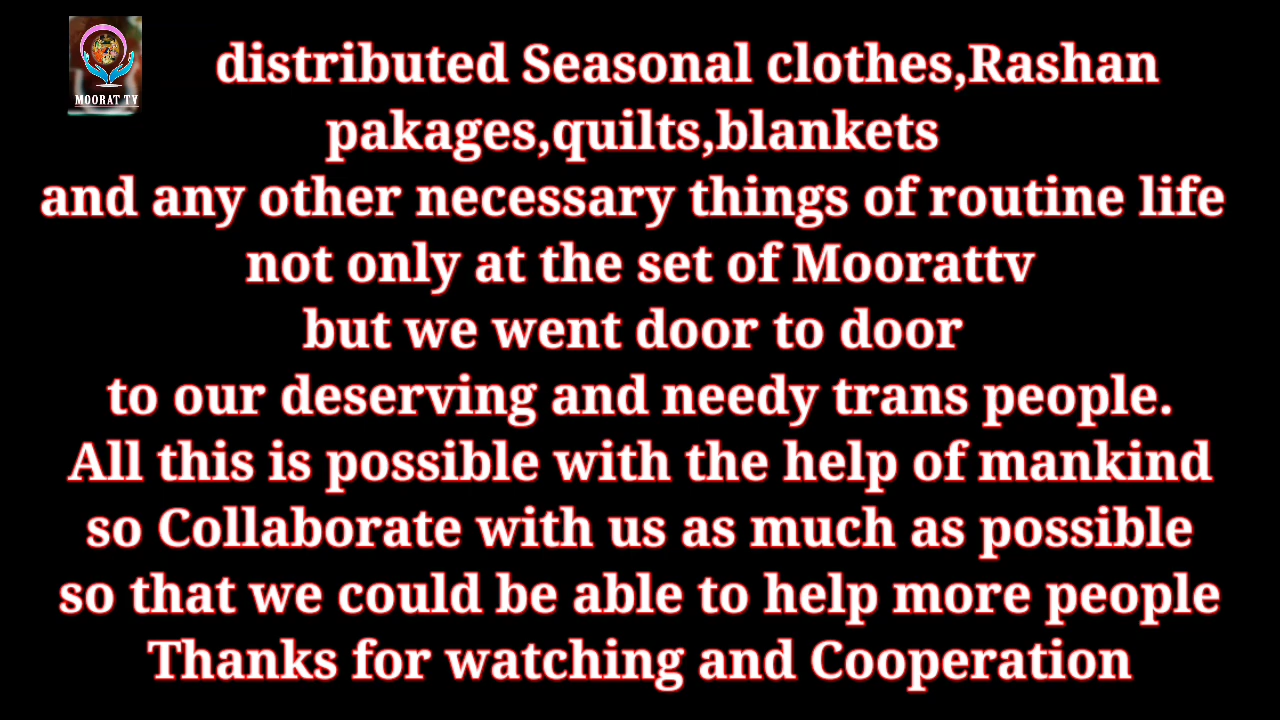 MOORAT TV
distributed Seasonal clothes,Rashan
pakages,quilts,blankets
and any other necessary things of routine life
not only at the set of Moorattv
but we went door to door
to our deserving and needy trans people.
All this is possible with the help of mankind
so Collaborate with us as much as possible
so that we could be able to help more people
Thanks for watching and Cooperation